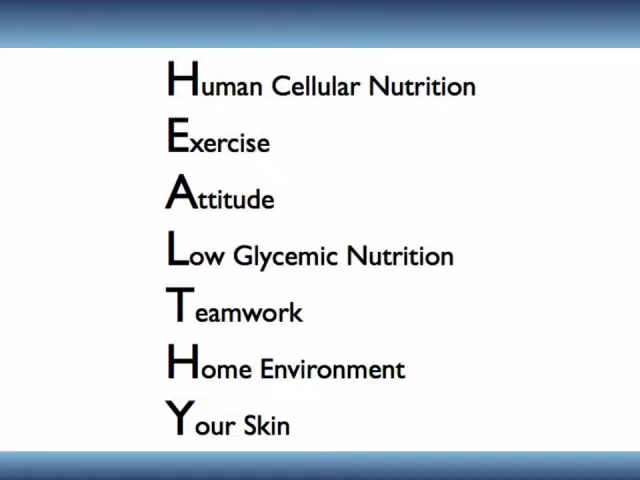 Human Cellular Nutrition
Exercise
Attitude
Low Glycemic Nutrition
Teamwork
Home Environment
Your Skin